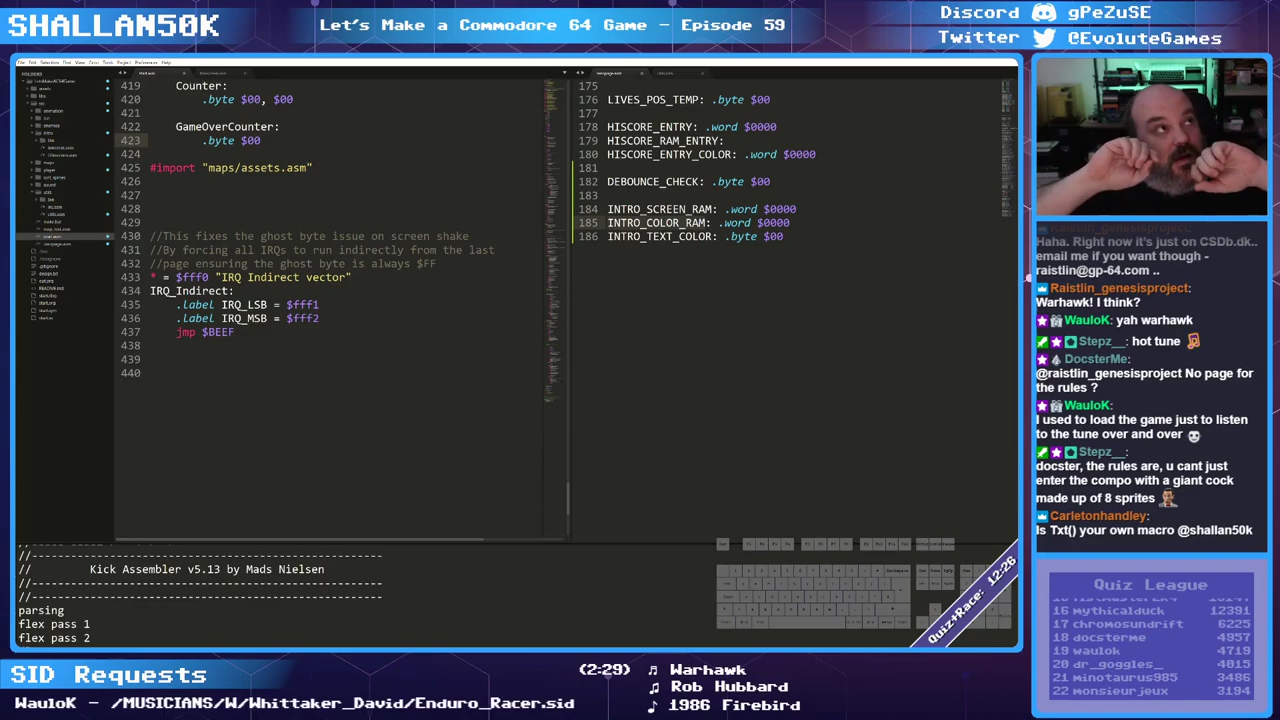 SHALLAN50K
Let's Make a Commodore 64 Game - Episode 59
Discord gPeZuSE
Twitter @EvoluteGames
FOLDERS
419 Counter:
420 .byte $00, $00
421
422 GameOverCounter:
423 .byte $00
424
425 #import "maps/assets.asm"
426
427
428
429
430 //This fixes the ghost byte issue on screen shake
431 //By forcing all IRQs to run indirectly from the last
432 //page ensuring the ghost byte is always $FF
433 * = $fff0 "IRQ Indirect vector"
434 IRQ_Indirect:
435 .label IRQ_LSB = $fff1
436 .label IRQ_MSB = $fff2
437 jmp $BEEF
438
439
440
175
176 LIVES_POS_TEMP: .byte $00
177
178 HISCORE_ENTRY: .word $0000
179 HISCORE_RAM_ENTRY:
180 HISCORE_ENTRY_COLOR: .word $0000
181
182 DEBOUNCE_CHECK: .byte $00
183
184 INTRO_SCREEN_RAM: .word $0000
185 INTRO_COLOR_RAM: .word $0000
186 INTRO_TEXT_COLOR: .byte $00
//------------------------------------------------------
// Kick Assembler v5.13 by Mads Nielsen
//------------------------------------------------------
parsing
flex pass 1
flex pass 2
Quiz+Race: 12:26
Raistlin_genesisproject:
Haha. Right now it's just on CSDb.dk..
email me if you want though -
raistlin@gp-64.com ..
Raistlin_genesisproject:
Warhawk! I think?
WauloK: yah warhawk
Stepz__: hot tune
DocsterMe:
@raistlin_genesisproject No page for
the rules ?
WauloK:
I used to load the game just to listen
to the tune over and over
Stepz__:
docster, the rules are, u cant just
enter the compo with a giant cock
made up of 8 sprites
Carletonhandley:
Is Txt() your own macro @shallan50k
Quiz League
16 mythicalduck 12391
17 chromosundrift 6225
18 docsterme 4957
19 waulok 4719
20 dr_goggles_ 4015
21 minotaurus985 3486
22 monsieurjeux 3194
SID Requests
(2:29) Warhawk
Rob Hubbard
1986 Firebird
WauloK - /MUSICIANS/W/Whittaker_David/Enduro_Racer.sid